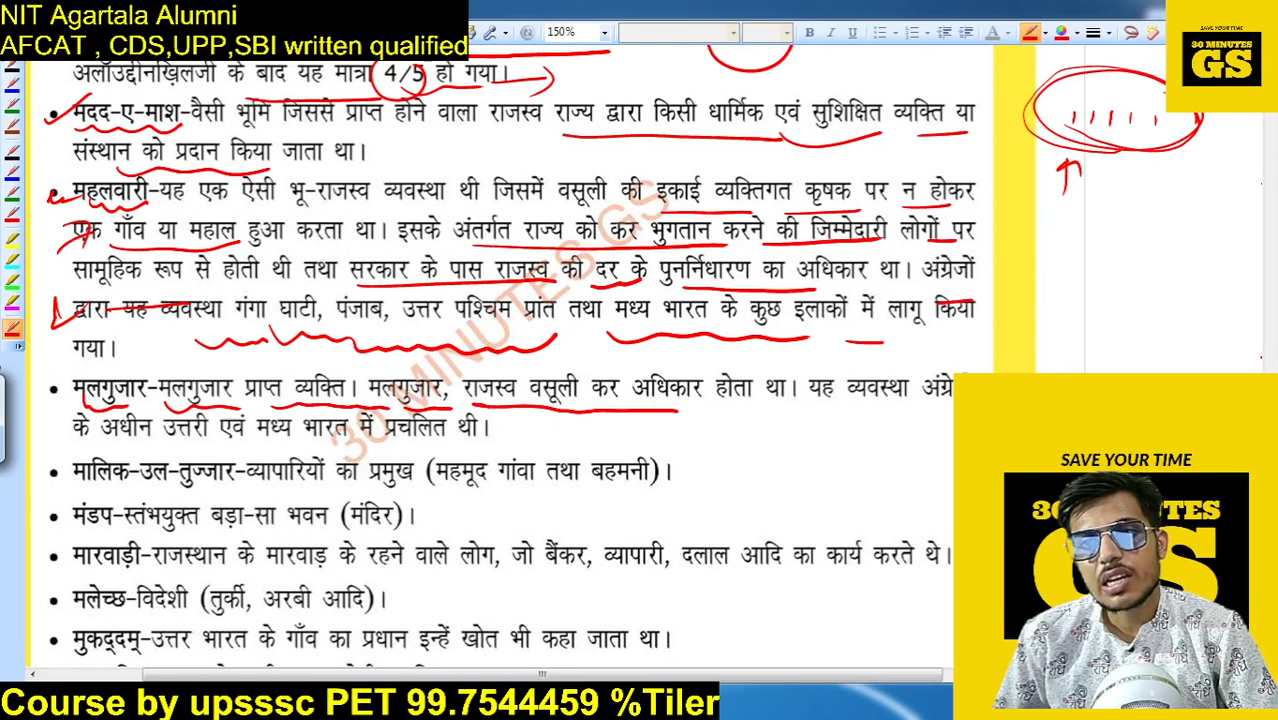 NIT Agartala Alumni
AFCAT , CDS,UPP,SBI written qualified
150%
B I U
SAVE YOUR TIME
30 MINUTES
GS
अलॉउद्दीनख़िलजी के बाद यह मात्रा 4/5 हो गया।
• मदद-ए-माश-वैसी भूमि जिससे प्राप्त होने वाला राजस्व राज्य द्वारा किसी धार्मिक एवं सुशिक्षित व्यक्ति या
संस्थान को प्रदान किया जाता था।
• महलवारी-यह एक ऐसी भू-राजस्व व्यवस्था थी जिसमें वसूली की इकाई व्यक्तिगत कृषक पर न होकर
एक गाँव या महाल हुआ करता था। इसके अंतर्गत राज्य को कर भुगतान करने की जिम्मेदारी लोगों पर
सामूहिक रूप से होती थी तथा सरकार के पास राजस्व की दर के पुनर्निधारण का अधिकार था। अंग्रेजों
द्वारा यह व्यवस्था गंगा घाटी, पंजाब, उत्तर पश्चिम प्रांत तथा मध्य भारत के कुछ इलाकों में लागू किया
गया।
• मलगुजार-मलगुजार प्राप्त व्यक्ति। मलगुजार, राजस्व वसूली कर अधिकार होता था। यह व्यवस्था
के अधीन उत्तरी एवं मध्य भारत में प्रचलित थी।
• मालिक-उल-तुज्जार-व्यापारियों का प्रमुख (महमूद गांवा तथा बहमनी)।
• मंडप-स्तंभयुक्त बड़ा-सा भवन (मंदिर)।
• मारवाड़ी-राजस्थान के मारवाड़ के रहने वाले लोग, जो बैंकर, व्यापारी, दलाल आदि का कार्य करते थे।
• मलेच्छ-विदेशी (तुर्की, अरबी आदि)।
• मुकद्दम्-उत्तर भारत के गाँव का प्रधान इन्हें खोत भी कहा जाता था।
30 MINUTES GS
SAVE YOUR TIME
Course by upsssc PET 99.7544459 %Tiler